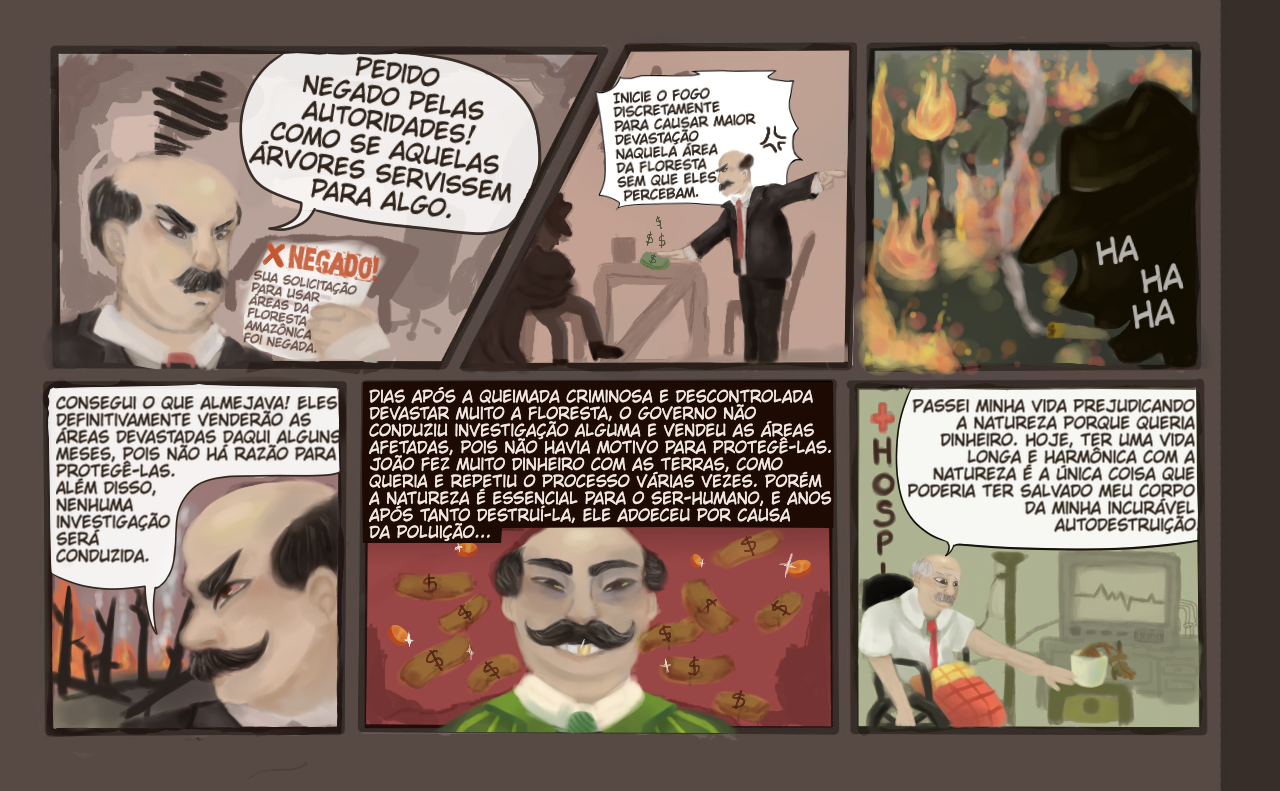 PEDIDO
NEGADO PELAS
AUTORIDADES!
COMO SE AQUELAS
ÁRVORES SERVISSEM
PARA ALGO.
X NEGADO!
SUA SOLICITAÇÃO
PARA USAR
ÁREAS DA
FLORESTA
AMAZÔNICA
FOI NEGADA.
INICIE O FOGO
DISCRETAMENTE
PARA CAUSAR MAIOR
DEVASTAÇÃO
NAQUELA ÁREA
DA FLORESTA
SEM QUE ELES
PERCEBAM.
$
$ $
$
HA
HA
HA
CONSEGUI O QUE ALMEJAVA! ELES
DEFINITIVAMENTE VENDERÃO AS
ÁREAS DEVASTADAS DAQUI ALGUNS
MESES, POIS NÃO HÁ RAZÃO PARA
PROTEGÊ-LAS.
ALÉM DISSO,
NENHUMA
INVESTIGAÇÃO
SERÁ
CONDUZIDA.
DIAS APÓS A QUEIMADA CRIMINOSA E DESCONTROLADA
DEVASTAR MUITO A FLORESTA, O GOVERNO NÃO
CONDUZIU INVESTIGAÇÃO ALGUMA E VENDEU AS ÁREAS
AFETADAS, POIS NÃO HAVIA MOTIVO PARA PROTEGÊ-LAS.
JOÃO FEZ MUITO DINHEIRO COM AS TERRAS, COMO
QUERIA E REPETIU O PROCESSO VÁRIAS VEZES. PORÉM
A NATUREZA É ESSENCIAL PARA O SER-HUMANO, E ANOS
APÓS TANTO DESTRUÍ-LA, ELE ADOECEU POR CAUSA
DA POLUIÇÃO...
$ $ $ $ $ $ $ $ $ $
HOSPI
PASSEI MINHA VIDA PREJUDICANDO
A NATUREZA PORQUE QUERIA
DINHEIRO. HOJE, TER UMA VIDA
LONGA E HARMÔNICA COM A
NATUREZA É A ÚNICA COISA QUE
PODERIA TER SALVADO MEU CORPO
DA MINHA INCURÁVEL
AUTODESTRUIÇÃO.